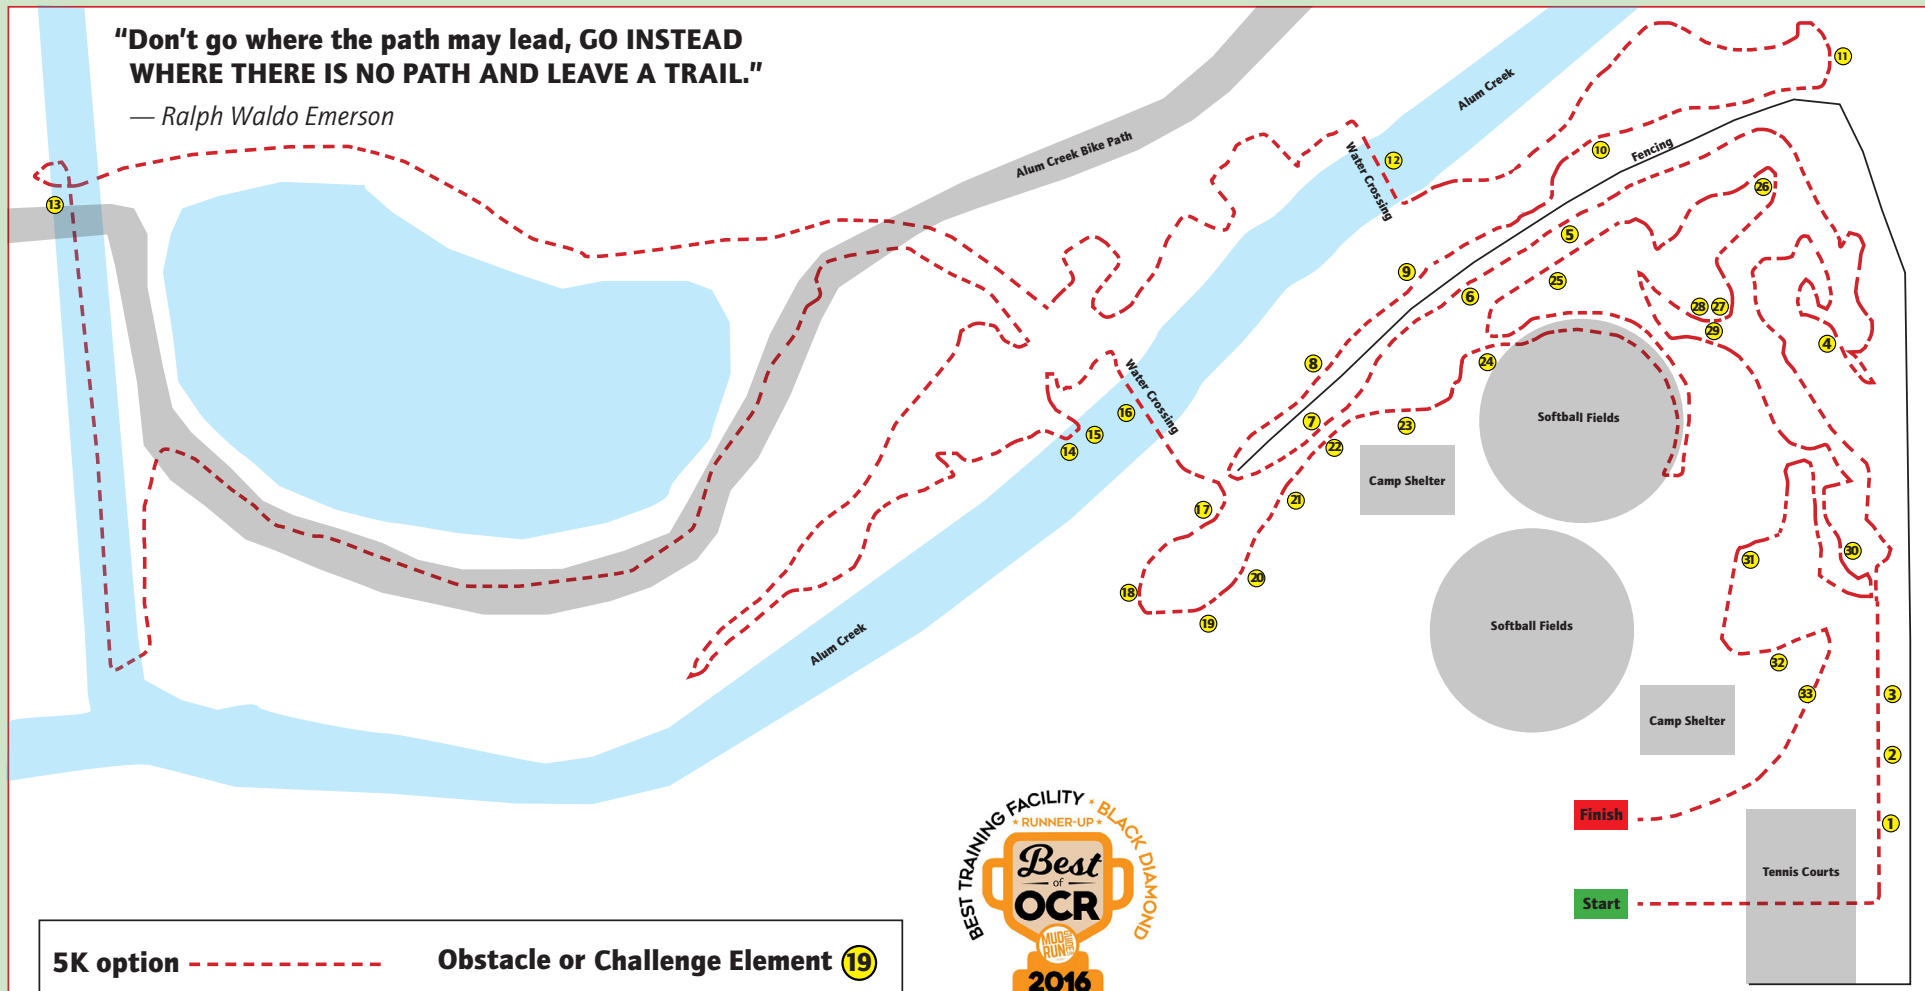 “Don’t go where the path may lead, GO INSTEAD
WHERE THERE IS NO PATH AND LEAVE A TRAIL.”
— Ralph Waldo Emerson
Alum Creek Bike Path
Alum Creek
Water Crossing
Fencing
11
12
10
26
13
5
9
25
6
28
27
29
4
8
24
Water Crossing
16
7
23
Softball Fields
15
22
14
Camp Shelter
21
17
30
31
20
18
19
Softball Fields
Alum Creek
32
33
3
Camp Shelter
2
Finish
1
Tennis Courts
Start
BEST TRAINING FACILITY • BLACK DIAMOND
★ RUNNER-UP ★
Best
of
OCR
MUD
RUN
GUIDE
2016
5K option
Obstacle or Challenge Element 19